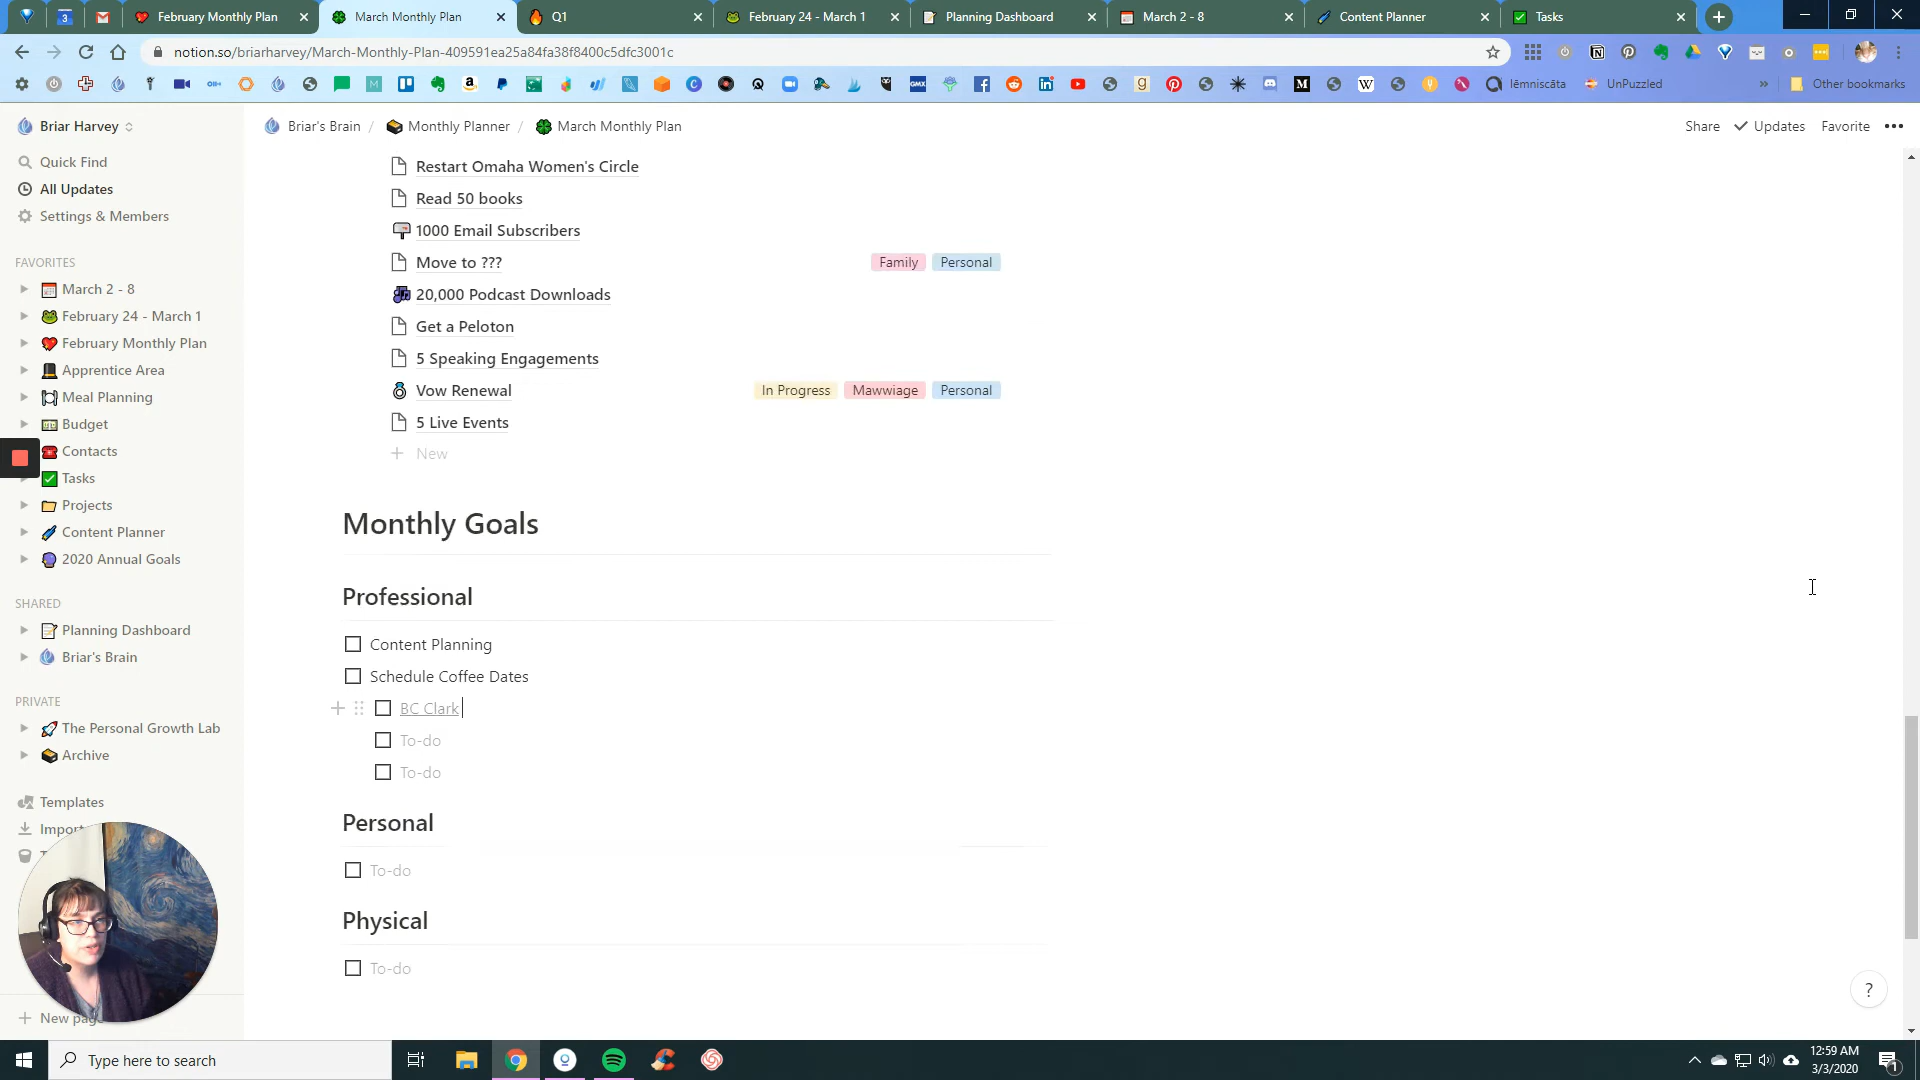 February Monthly Plan
March Monthly Plan
Q1
February 24 - March 1
Planning Dashboard
March 2 - 8
Content Planner
Tasks
notion.so/briarharvey/March-Monthly-Plan-409591ea25a84fa38f8400c5dfc3001c
lēmniscāta
UnPuzzled
»
Other bookmarks
Briar Harvey
Briar's Brain / Monthly Planner / March Monthly Plan
Share
Updates
Favorite
Quick Find
All Updates
Settings & Members
FAVORITES
March 2 - 8
February 24 - March 1
February Monthly Plan
Apprentice Area
Meal Planning
Budget
Contacts
Tasks
Projects
Content Planner
2020 Annual Goals
SHARED
Planning Dashboard
Briar's Brain
PRIVATE
The Personal Growth Lab
Archive
Templates
Import
T
+ New page
Restart Omaha Women's Circle
Read 50 books
1000 Email Subscribers
Move to ??? Family Personal
20,000 Podcast Downloads
Get a Peloton
5 Speaking Engagements
Vow Renewal In Progress Mawwiage Personal
5 Live Events
+ New
Monthly Goals
Professional
Content Planning
Schedule Coffee Dates
BC Clark
To-do
To-do
Personal
To-do
Physical
To-do
?
Type here to search
12:59 AM
3/3/2020
1